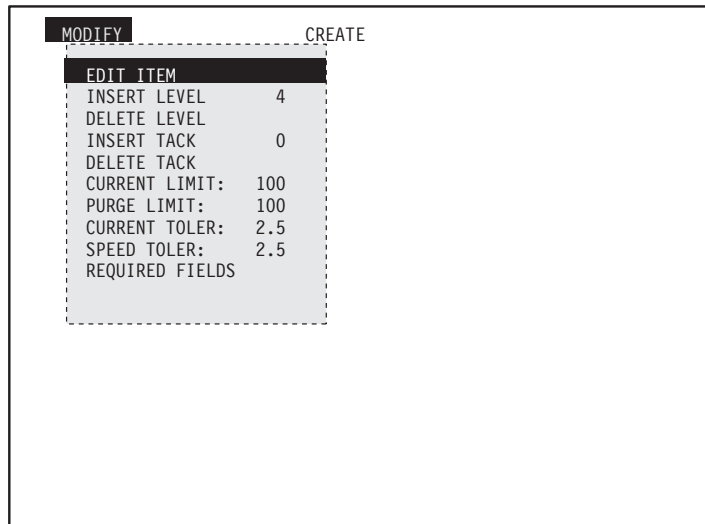 MODIFY CREATE
EDIT ITEM
INSERT LEVEL 4
DELETE LEVEL
INSERT TACK 0
DELETE TACK
CURRENT LIMIT: 100
PURGE LIMIT: 100
CURRENT TOLER: 2.5
SPEED TOLER: 2.5
REQUIRED FIELDS